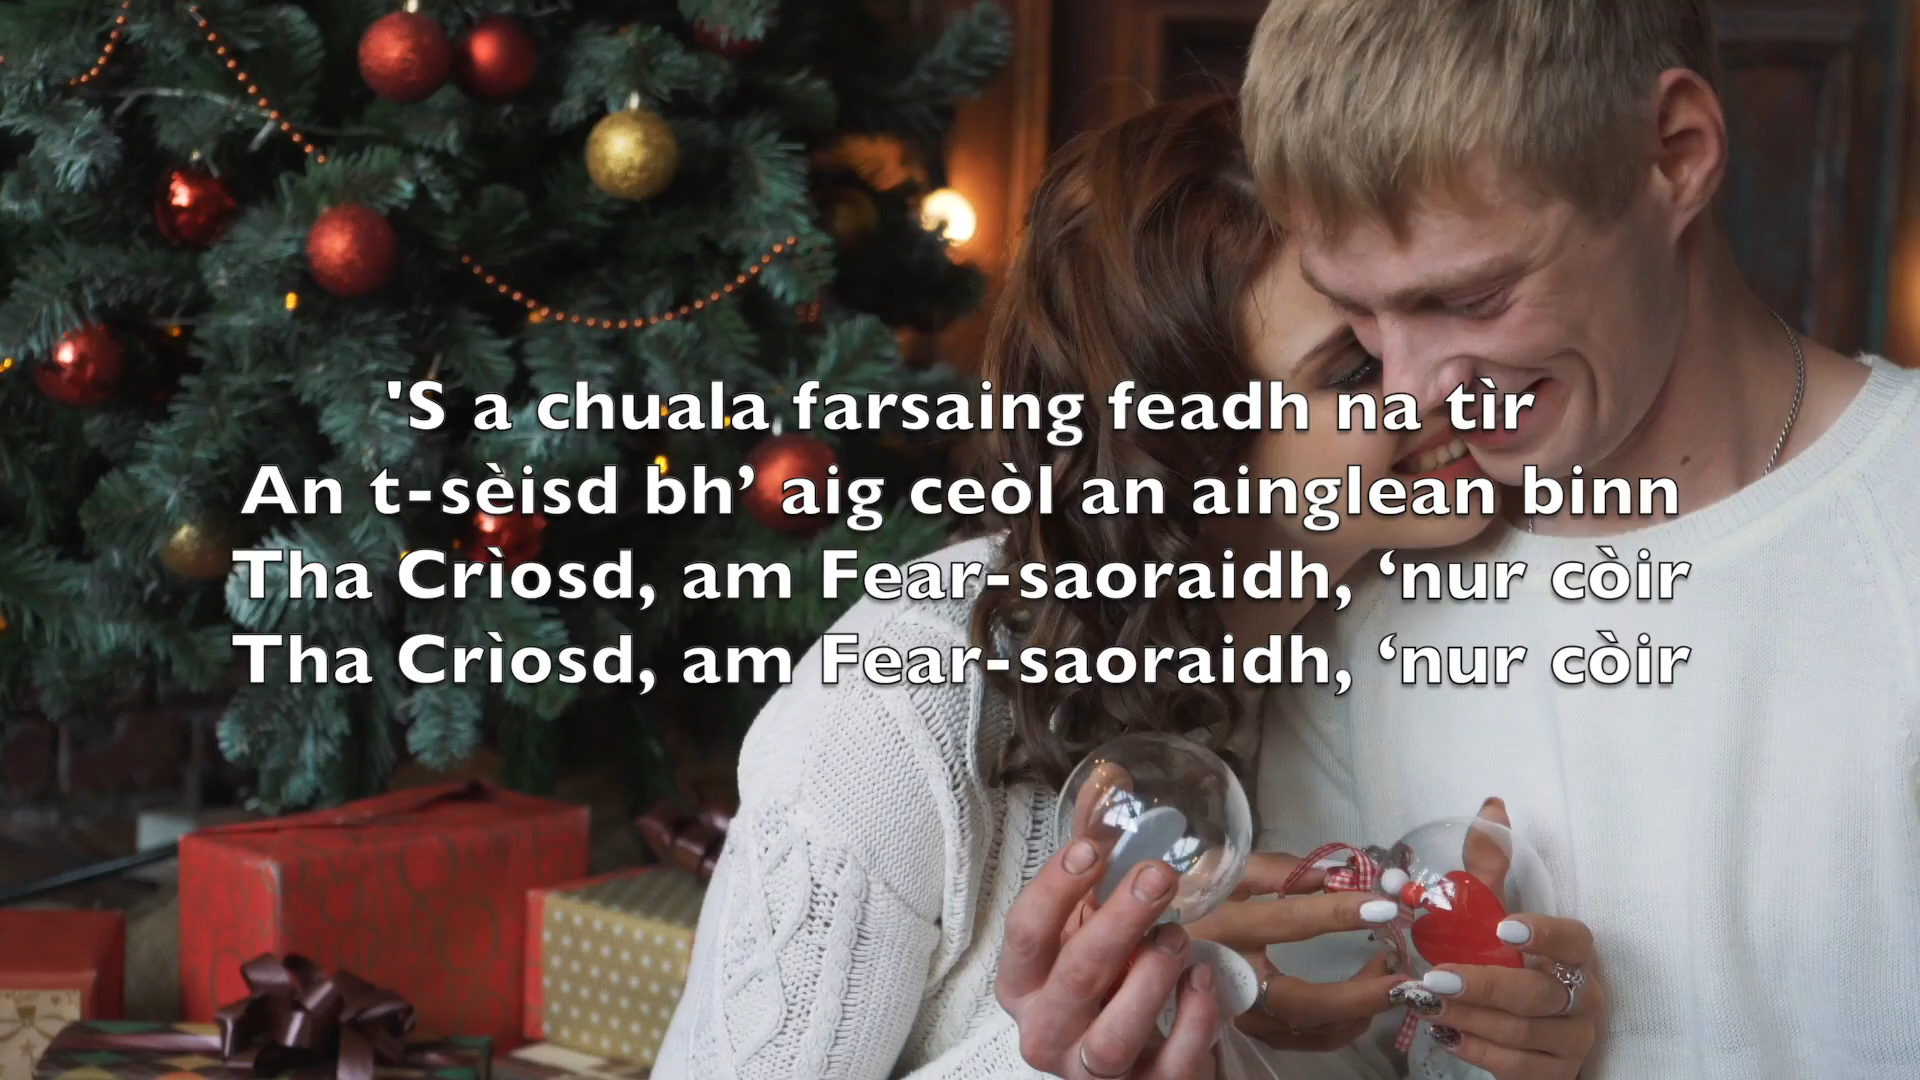 'S a chuala farsaing feadh na tìr
An t-sèisd bh’ aig ceòl an ainglean binn
Tha Crìosd, am Fear-saoraidh, ‘nur còir
Tha Crìosd, am Fear-saoraidh, ‘nur còir